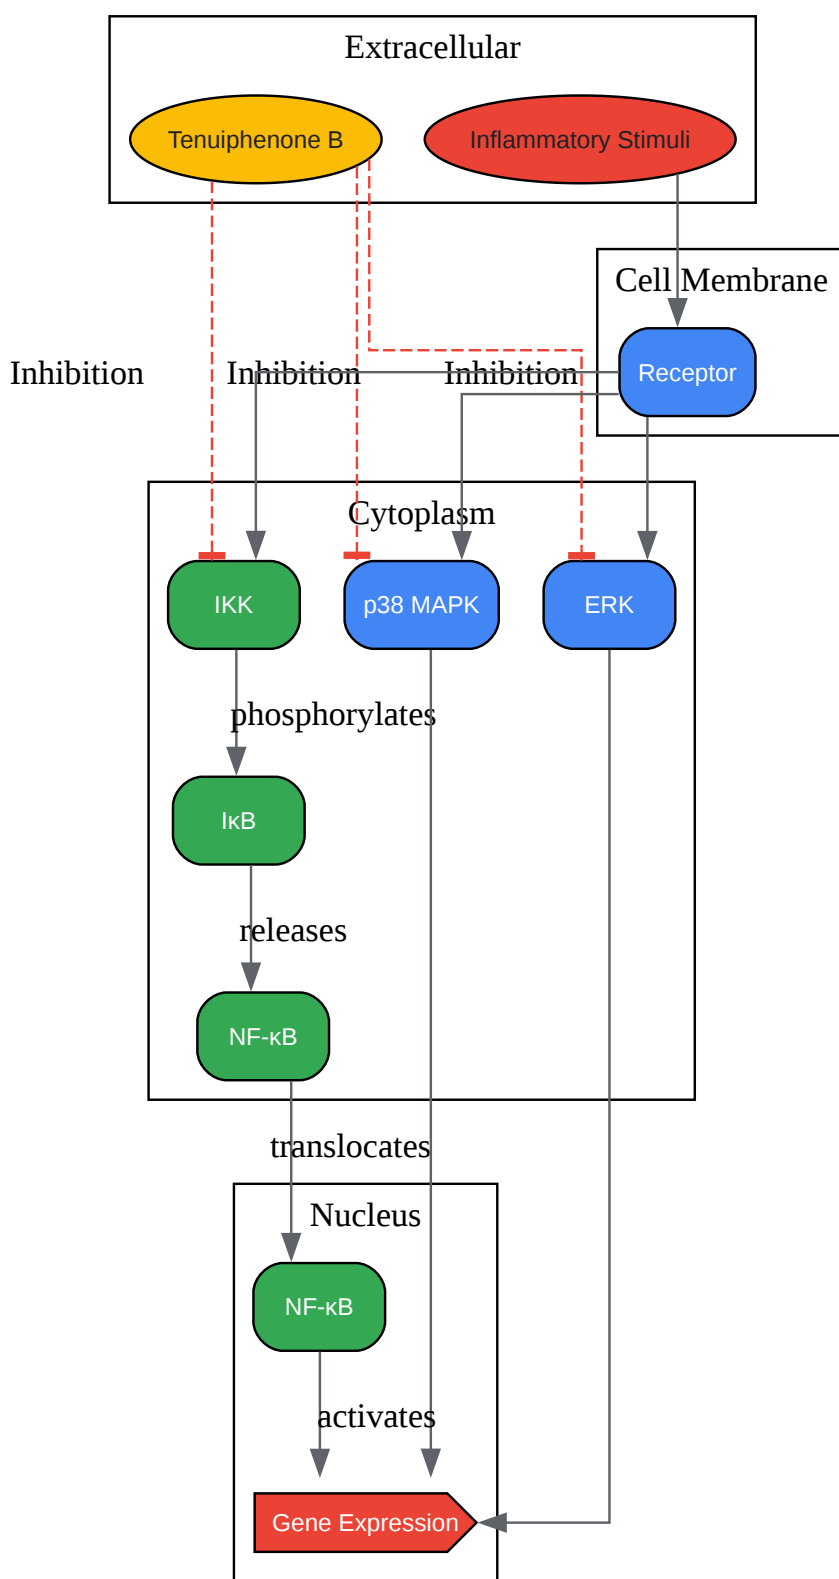 Extracellular
Tenuiphenone B
Inflammatory Stimuli
Cell Membrane
Receptor
Inhibition
Inhibition
Inhibition
Cytoplasm
IKK
p38 MAPK
ERK
phosphorylates
IκB
releases
NF-κB
translocates
Nucleus
NF-κB
activates
Gene Expression